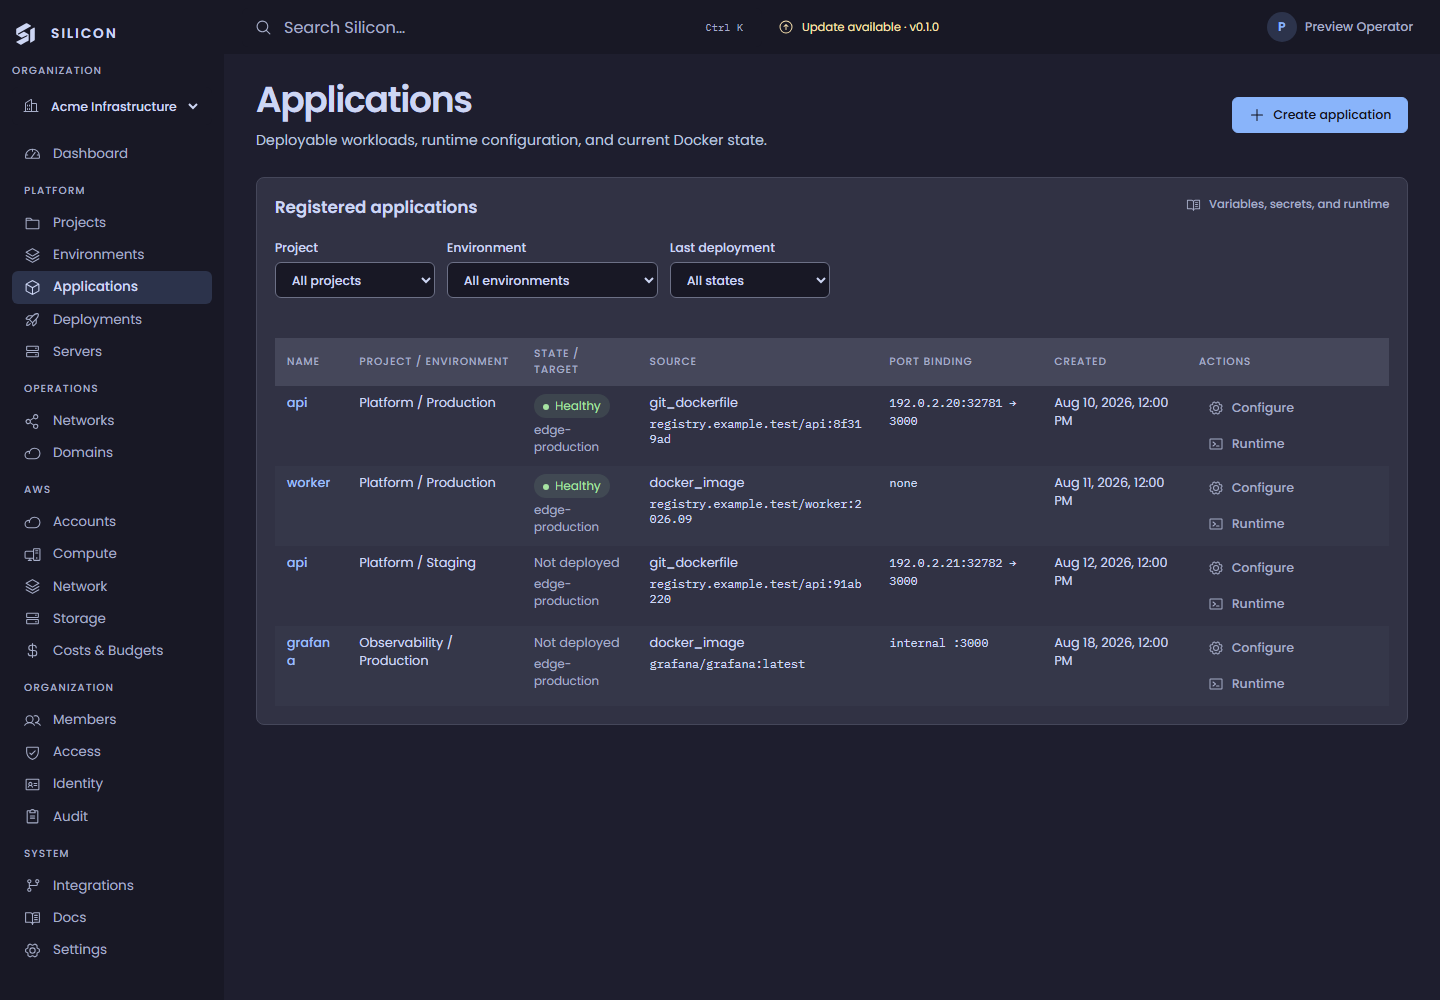 SILICON
Search Silicon...
Ctrl K
Update available · v0.1.0
P
Preview Operator
ORGANIZATION
Acme Infrastructure
Dashboard
PLATFORM
Projects
Environments
Applications
Deployments
Servers
OPERATIONS
Networks
Domains
AWS
Accounts
Compute
Network
Storage
Costs & Budgets
ORGANIZATION
Members
Access
Identity
Audit
SYSTEM
Integrations
Docs
Settings
Applications
Deployable workloads, runtime configuration, and current Docker state.
Create application
Registered applications
Variables, secrets, and runtime
Project
Environment
Last deployment
All projects
All environments
All states
NAME
PROJECT / ENVIRONMENT
STATE /
TARGET
SOURCE
PORT BINDING
CREATED
ACTIONS
api
Platform / Production
Healthy
edge-
production
git_dockerfile
registry.example.test/api:8f31
9ad
192.0.2.20:32781 →
3000
Aug 10, 2026, 12:00
PM
Configure
Runtime
worker
Platform / Production
Healthy
edge-
production
docker_image
registry.example.test/worker:2
026.09
none
Aug 11, 2026, 12:00
PM
Configure
Runtime
api
Platform / Staging
Not deployed
edge-
production
git_dockerfile
registry.example.test/api:91ab
220
192.0.2.21:32782 →
3000
Aug 12, 2026, 12:00
PM
Configure
Runtime
grafan
a
Observability /
Production
Not deployed
edge-
production
docker_image
grafana/grafana:latest
internal :3000
Aug 18, 2026, 12:00
PM
Configure
Runtime